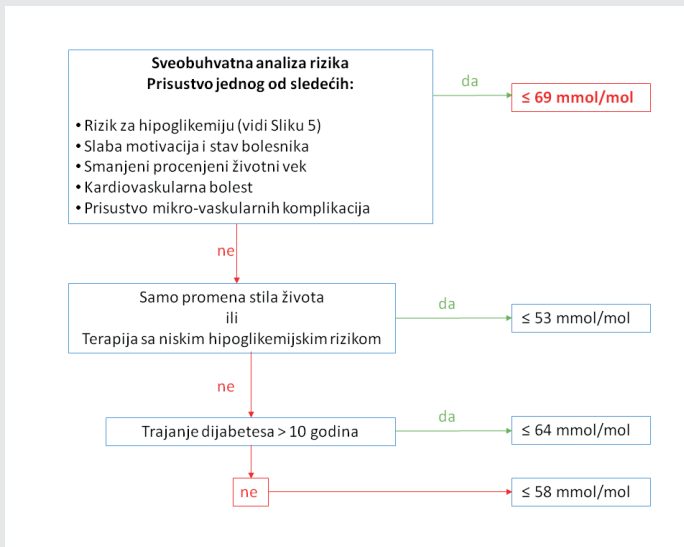 Sveobuhvatna analiza rizika
Prisustvo jednog od sledećih:
da
≤ 69 mmol/mol
• Rizik za hipoglikemiju (vidi Sliku 5)
• Slaba motivacija i stav bolesnika
• Smanjeni procenjeni životni vek
• Kardiovaskularna bolest
• Prisustvo mikro-vaskularnih komplikacija
ne
Samo promena stila života
ili
Terapija sa niskim hipoglikemijskim rizikom
da
≤ 53 mmol/mol
ne
Trajanje dijabetesa > 10 godina
da
≤ 64 mmol/mol
ne
≤ 58 mmol/mol